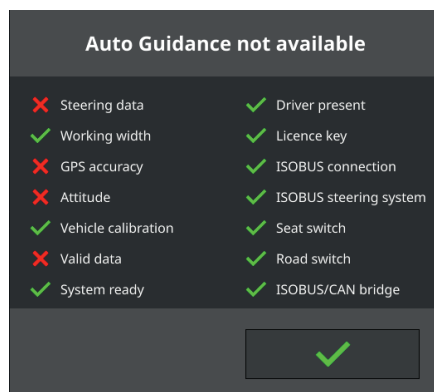 Auto Guidance not available
Steering data
Working width
GPS accuracy
Attitude
Vehicle calibration
Valid data
System ready
Driver present
Licence key
ISOBUS connection
ISOBUS steering system
Seat switch
Road switch
ISOBUS/CAN bridge